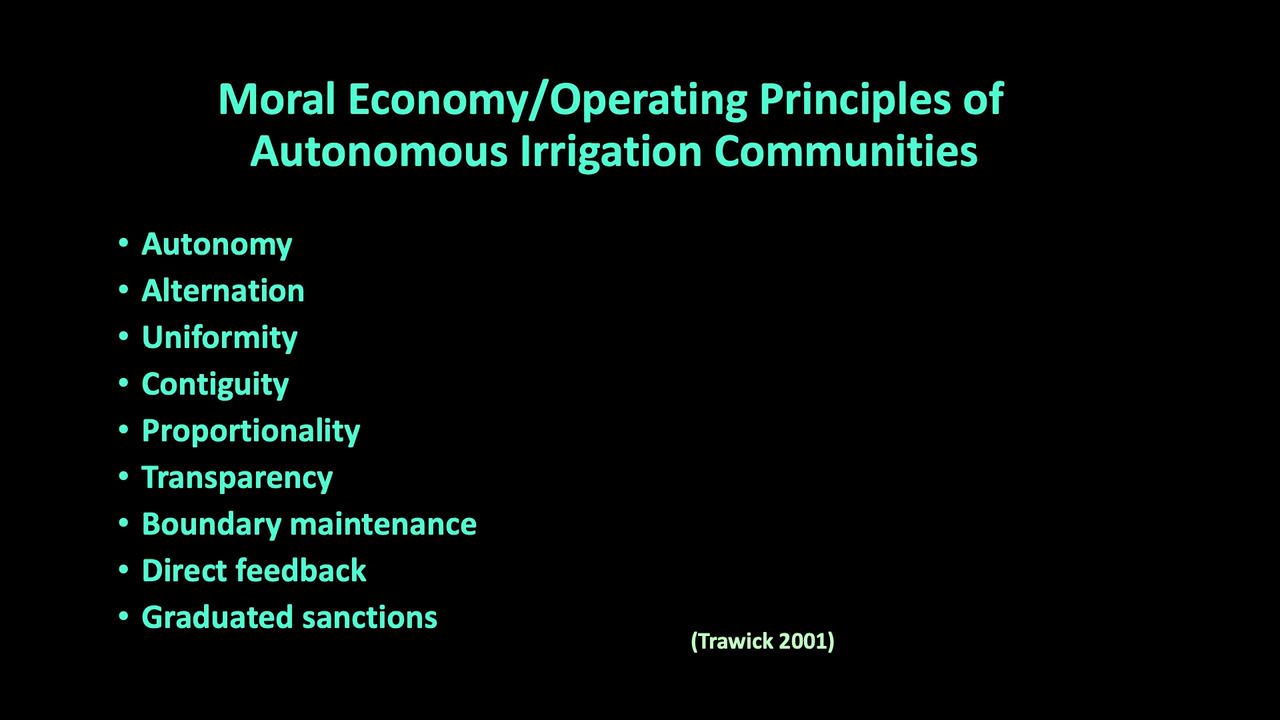 Moral Economy/Operating Principles of
Autonomous Irrigation Communities
• Autonomy
• Alternation
• Uniformity
• Contiguity
• Proportionality
• Transparency
• Boundary maintenance
• Direct feedback
• Graduated sanctions
(Trawick 2001)